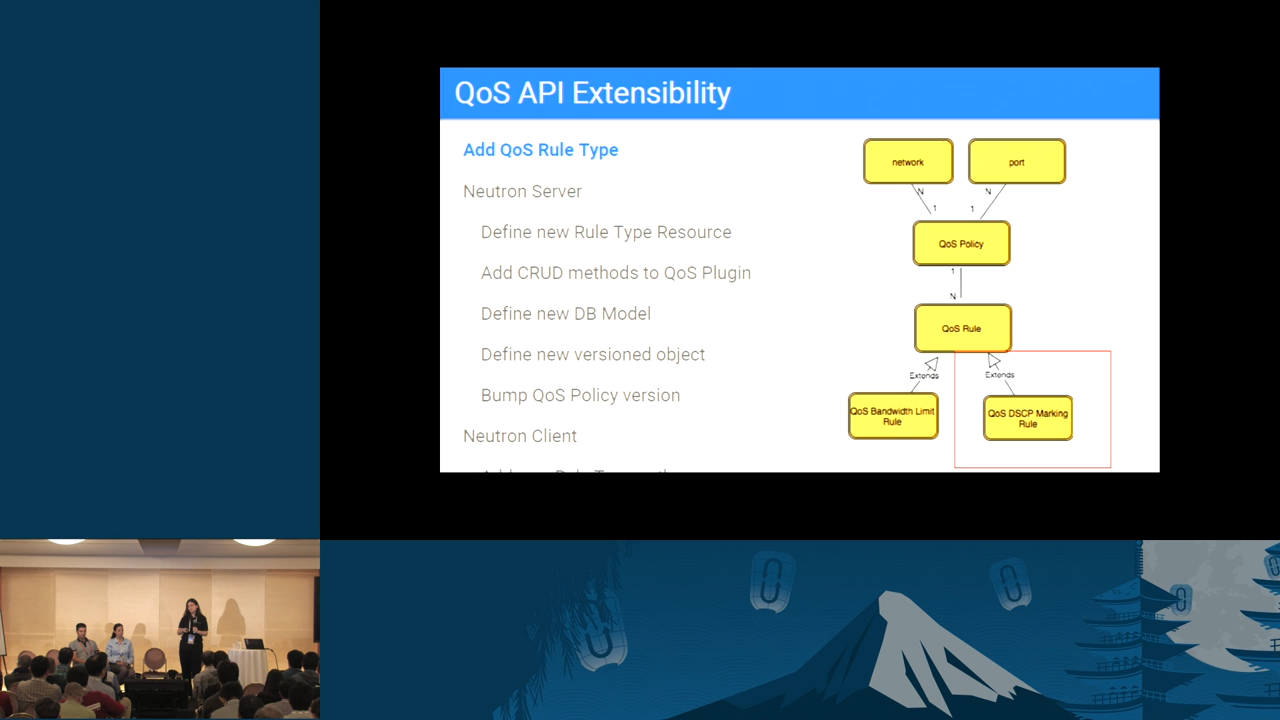 QoS API Extensibility
Add QoS Rule Type
Neutron Server
Define new Rule Type Resource
Add CRUD methods to QoS Plugin
Define new DB Model
Define new versioned object
Bump QoS Policy version
Neutron Client
network
port
N
N
1
1
QoS Policy
1
N
QoS Rule
Extends
Extends
QoS Bandwidth Limit
Rule
QoS DSCP Marking
Rule